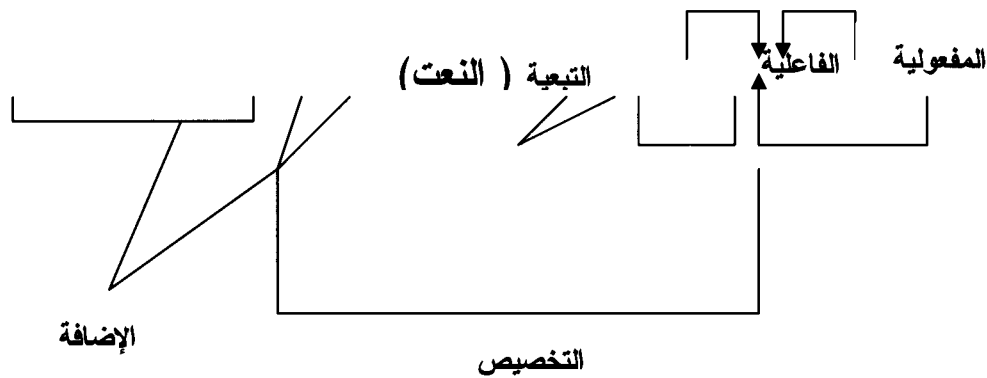 المفعولية
الفاعلية
التبعية ( النعت)
الإضافة
التخصيص